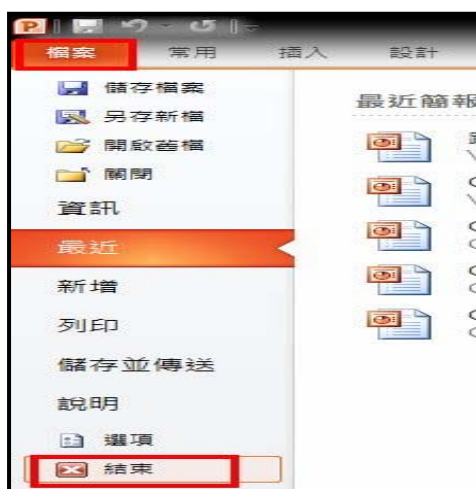 P
檔案 常用 插入 設計
儲存檔案
另存新檔
開啟舊檔
關閉
資訊
最近
新增
列印
儲存並傳送
說明
選項
結束
最近簡報